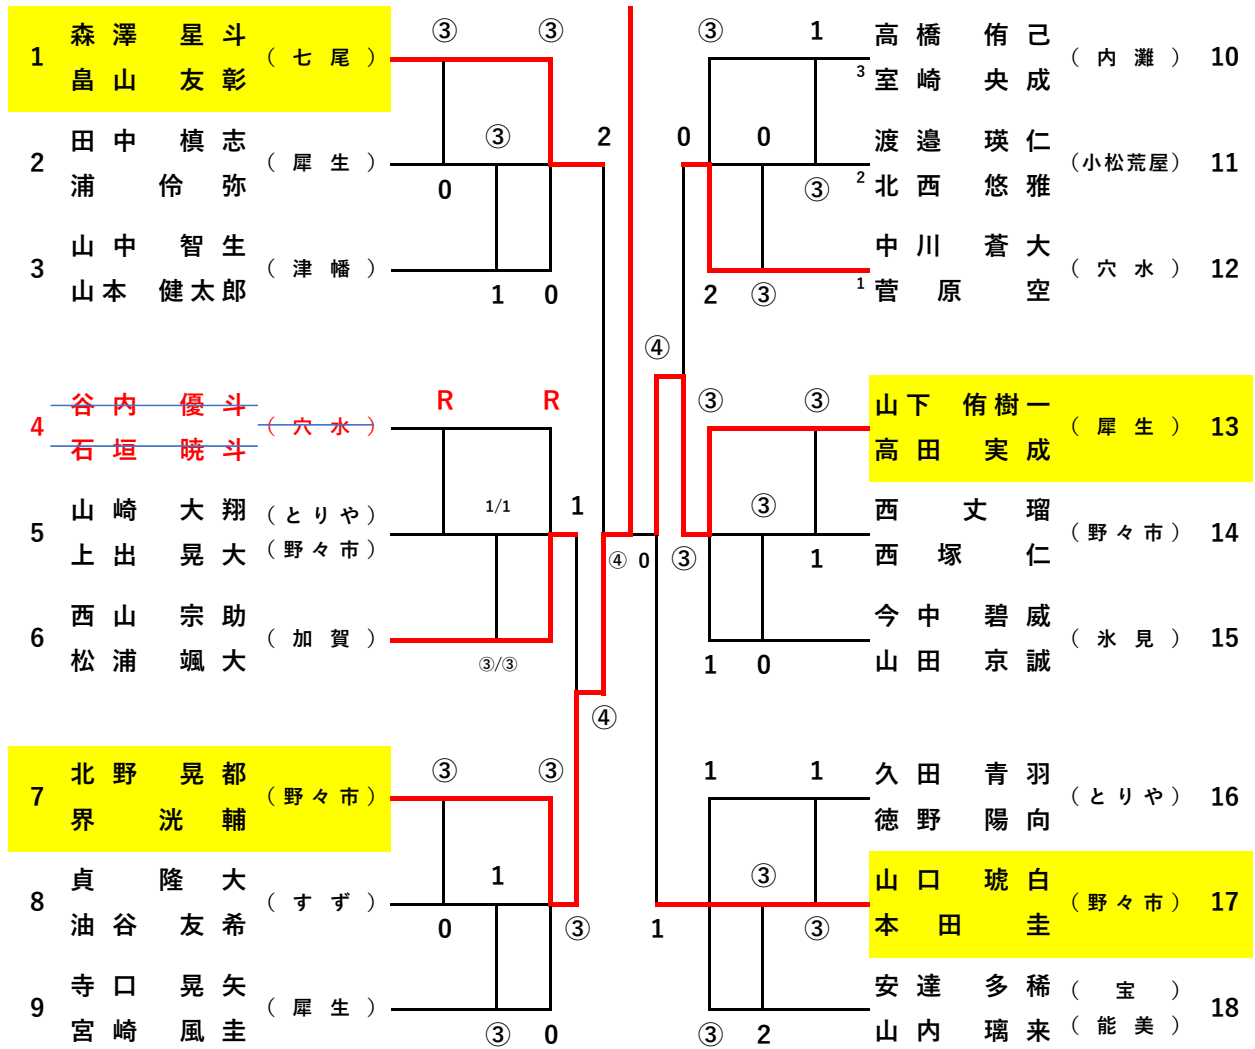 ③ ③ ③ 1
1 森澤 星斗 (七尾)
畠山 友彰
高橋 侑己 (内灘) 10
3 室崎 央成
③ 2 0 0
2 田中 槙志 (犀生)
浦 伶弥
0
渡邉 瑛仁 (小松荒屋) 11
2 北西 悠雅
③
3 山中 智生 (津幡)
山本 健太郎
1 0
中川 蒼大 (穴水) 12
1 菅原 空
2 ③
④
R R ③ ③
4 谷内 優斗 (穴水)
石垣 暁斗
山下 侑樹一 (犀生) 13
高田 実成
1/1 1 ③
5 山崎 大翔 (とりや)
上出 晃大 (野々市)
④ 0 ③
西 丈瑠 (野々市) 14
西塚 仁
1
6 西山 宗助 (加賀)
松浦 颯大
③/③
今中 碧威 (氷見) 15
山田 京誠
1 0
④
③ ③ 1 1
7 北野 晃都 (野々市)
界 洸輔
久田 青羽 (とりや) 16
徳野 陽向
1 ③
8 貞 隆大 (すず)
油谷 友希
0 ③
山口 琥白 (野々市) 17
本田 圭
1 ③
9 寺口 晃矢 (犀生)
宮崎 風圭
③ 0
安達 多稀 (宝)
山内 璃来 (能美) 18
③ 2